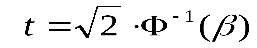 t = √2 · Φ⁻¹(β)